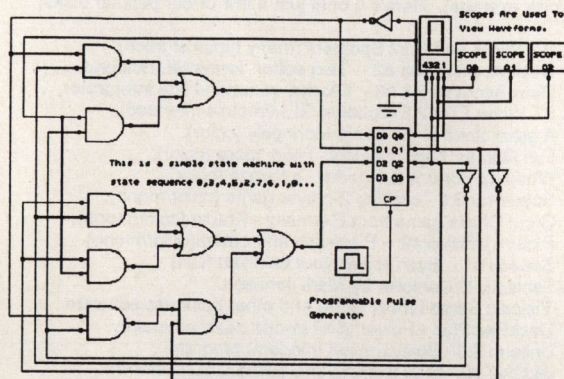 Scopes Are Used To
View Waveforms.
4321
SCOPE
Q0
SCOPE
Q1
SCOPE
Q2
D0 Q0
D1 Q1
D2 Q2
D3 Q3
CP
This is a simple state machine with
state sequence 0,3,4,5,2,7,6,1,0...
Programmable Pulse
Generator